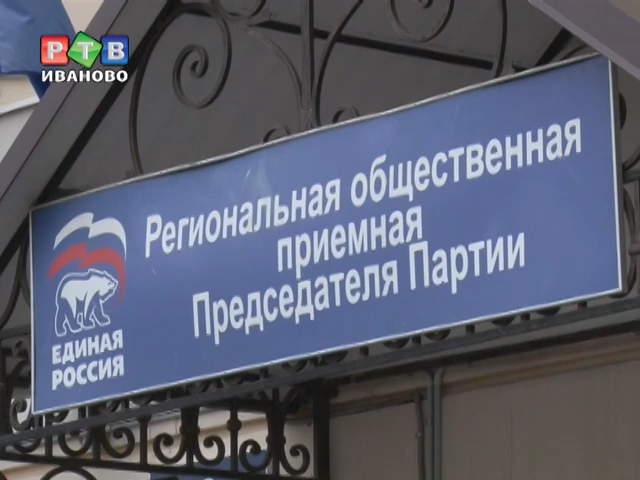 РТВ
ИВАНОВО
Региональная общественная
приемная
Председателя Партии
ЕДИНАЯ
РОССИЯ